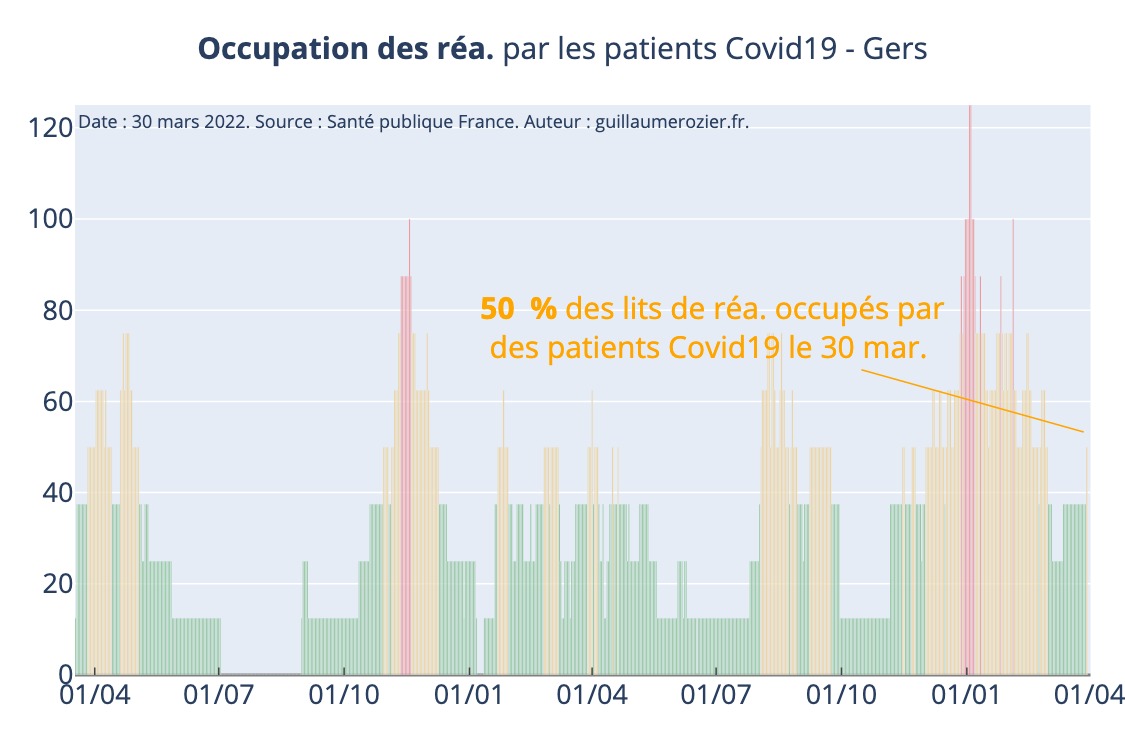 Occupation des réa. par les patients Covid19 - Gers
120
Date : 30 mars 2022. Source : Santé publique France. Auteur : guillaumerozier.fr.
100
80
50 % des lits de réa. occupés par
des patients Covid19 le 30 mar.
60
40
20
0
01/04 01/07 01/10 01/01 01/04 01/07 01/10 01/01 01/04